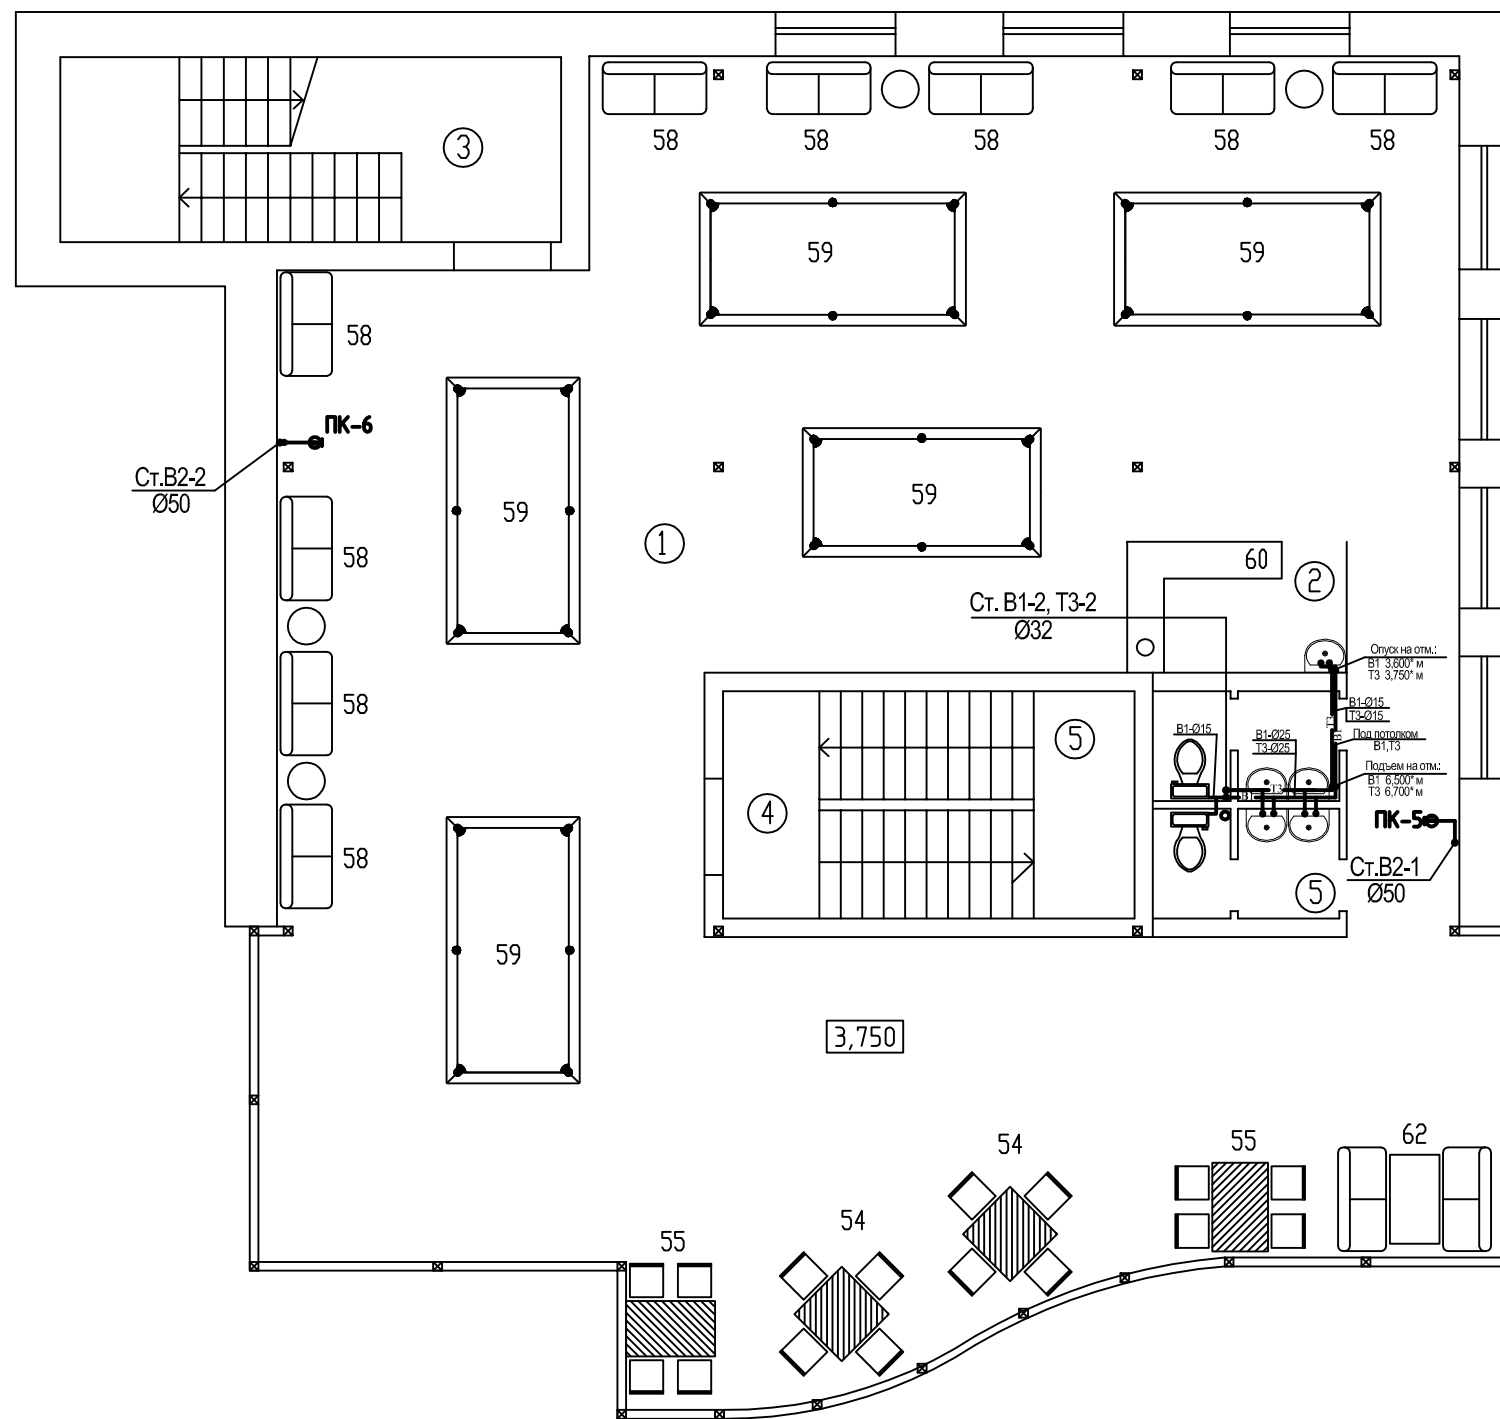 3
58
58
58
58
58
59
59
58
ПК-6
Ст.В2-2
Ø50
59
59
1
58
60
2
Ст. В1-2, Т3-2
Ø32
Опуск на отм.:
В1 3,600* м
Т3 3,750* м
58
В1-Ø15
Т3-Ø15
Т3
В1
Под потолком
В1,Т3
5
В1-Ø15
В1-Ø25
Т3-Ø25
Подъем на отм.:
В1 6,500* м
Т3 6,700* м
Т3
В1
4
ПК-5
58
Ст.В2-1
Ø50
5
59
3,750
54
55
62
54
55